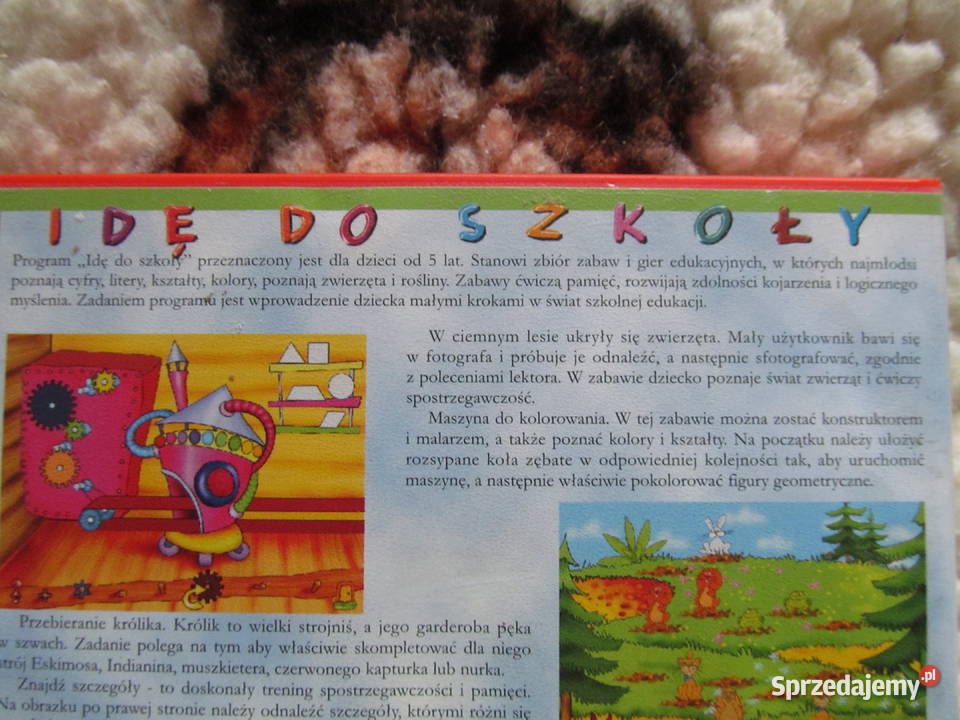 IDĘ DO SZKOŁY
Program „Idę do szkoły” przeznaczony jest dla dzieci od 5 lat. Stanowi zbiór zabaw i gier edukacyjnych, w których najmłodsi
poznają cyfry, litery, kształty, kolory, poznają zwierzęta i rośliny. Zabawy ćwiczą pamięć, rozwijają zdolności kojarzenia i logicznego
myślenia. Zadaniem programu jest wprowadzenie dziecka małymi krokami w świat szkolnej edukacji.
W ciemnym lesie ukryły się zwierzęta. Mały użytkownik bawi się
w fotografa i próbuje je odnaleźć, a następnie sfotografować, zgodnie
z poleceniami lektora. W zabawie dziecko poznaje świat zwierząt i ćwiczy
spostrzegawczość.
Maszyna do kolorowania. W tej zabawie można zostać konstruktorem
i malarzem, a także poznać kolory i kształty. Na początku należy ułożyć
rozsypane koła zębate w odpowiedniej kolejności tak, aby uruchomić
maszynę, a następnie właściwie pokolorować figury geometryczne.
Przebieranie królika. Królik to wielki strojniś, a jego garderoba pęka
w szwach. Zadanie polega na tym aby właściwie skompletować dla niego
strój Eskimosa, Indianina, muszkietera, czerwonego kapturka lub nurka.
Znajdź szczegóły - to doskonały trening spostrzegawczości i pamięci.
Na obrazku po prawej stronie należy odnaleźć szczegóły, którymi różni się
Sprzedajemy.pl